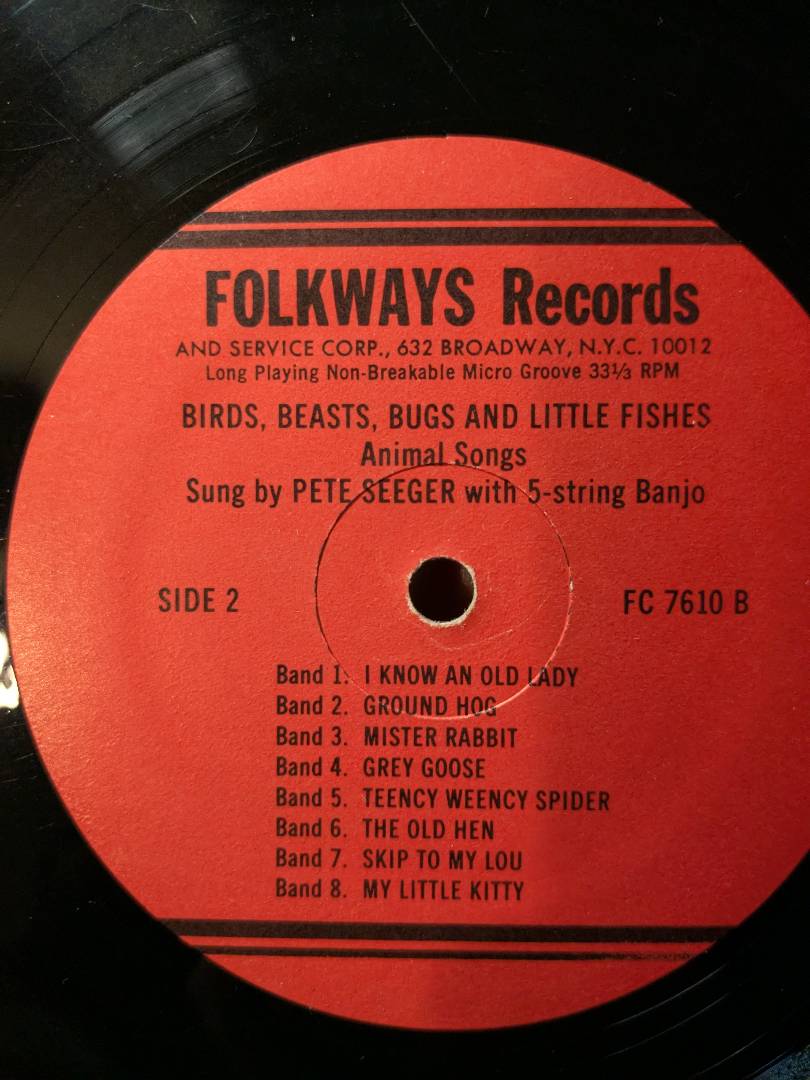 FOLKWAYS Records
AND SERVICE CORP., 632 BROADWAY, N.Y.C. 10012
Long Playing Non-Breakable Micro Groove 33⅓ RPM
BIRDS, BEASTS, BUGS AND LITTLE FISHES
Animal Songs
Sung by PETE SEEGER with 5-string Banjo
SIDE 2 FC 7610 B
Band 1. I KNOW AN OLD LADY
Band 2. GROUND HOG
Band 3. MISTER RABBIT
Band 4. GREY GOOSE
Band 5. TEENCY WEENCY SPIDER
Band 6. THE OLD HEN
Band 7. SKIP TO MY LOU
Band 8. MY LITTLE KITTY